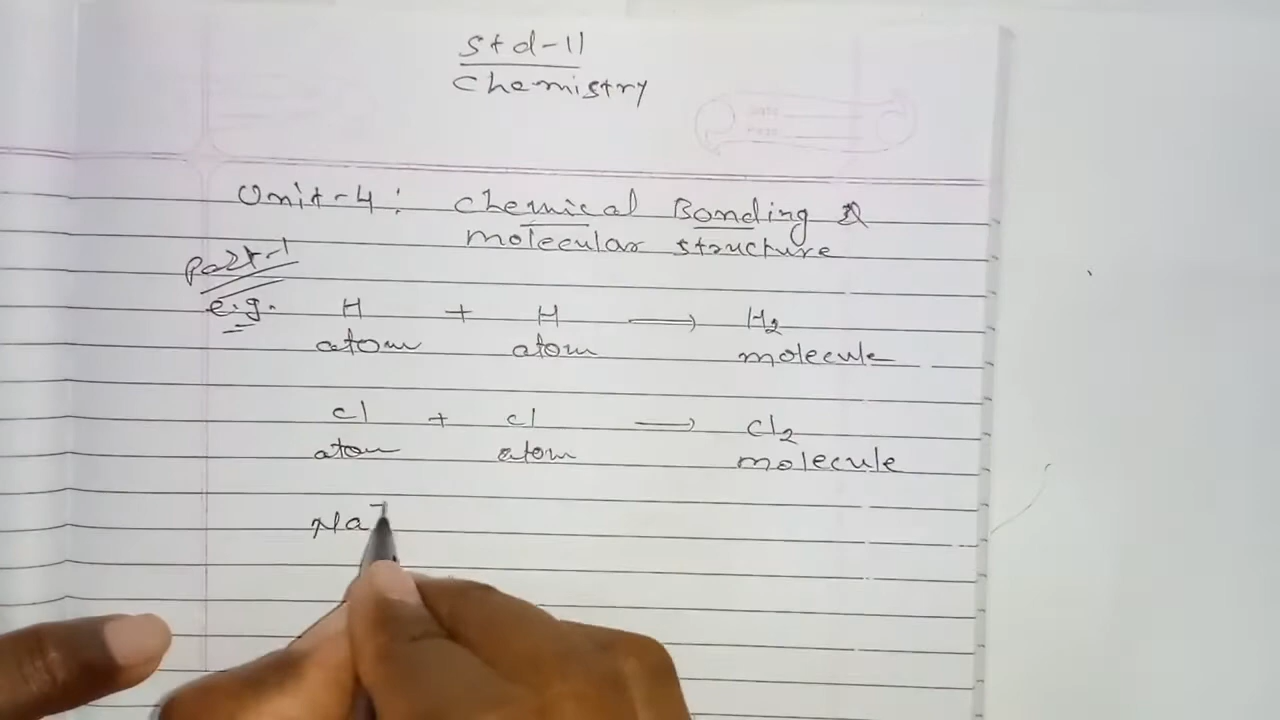 Std-11
Chemistry
Unit-4: Chemical Bonding &
molecular structure
Part-1
e.g. H + H → H₂
atom atom molecule
Cl + Cl → Cl₂
atom atom molecule
Na